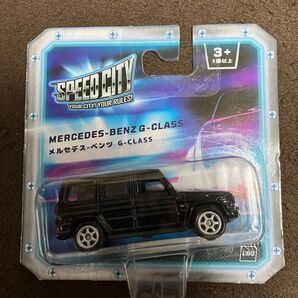 SPEED CITY
YOUR CITY! YOUR RULES!
3+
3歳以上
MERCEDES-BENZ G-CLASS
メルセデス-ベンツ G-CLASS
1:60